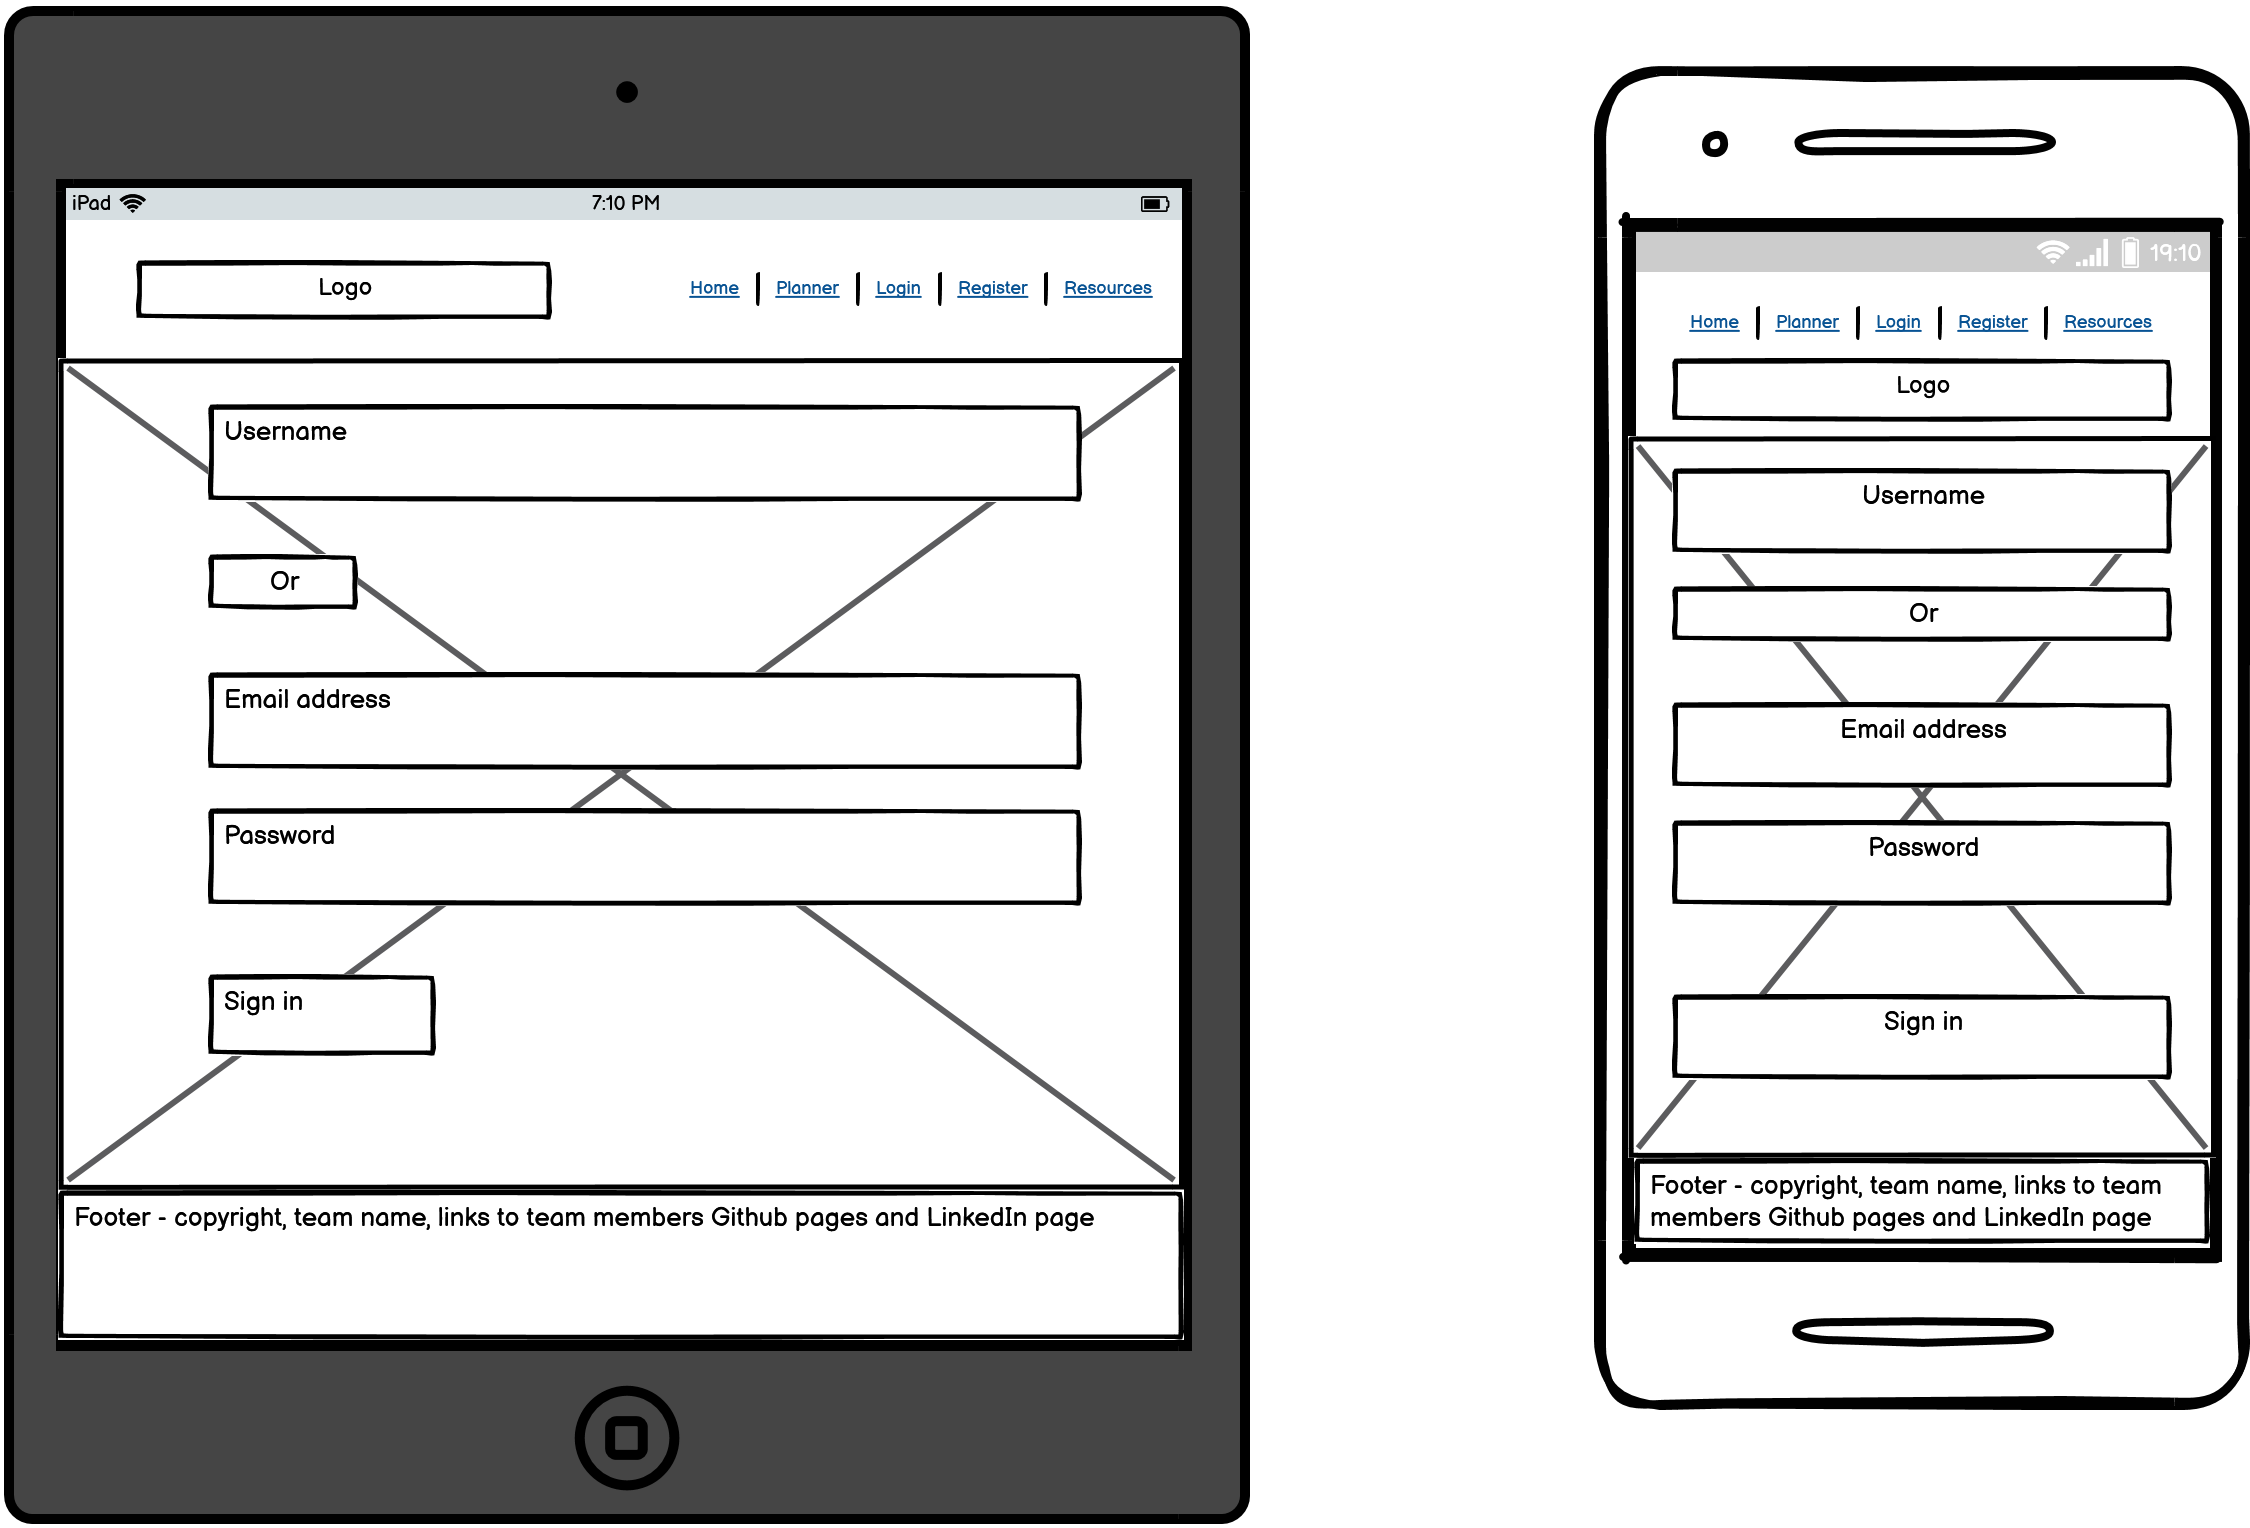 iPad 7:10 PM
Logo
Home Planner Login Register Resources
Username
Or
Email address
Password
Sign in
Footer - copyright, team name, links to team members Github pages and LinkedIn page
19:10
Home Planner Login Register Resources
Logo
Username
Or
Email address
Password
Sign in
Footer - copyright, team name, links to team
members Github pages and LinkedIn page